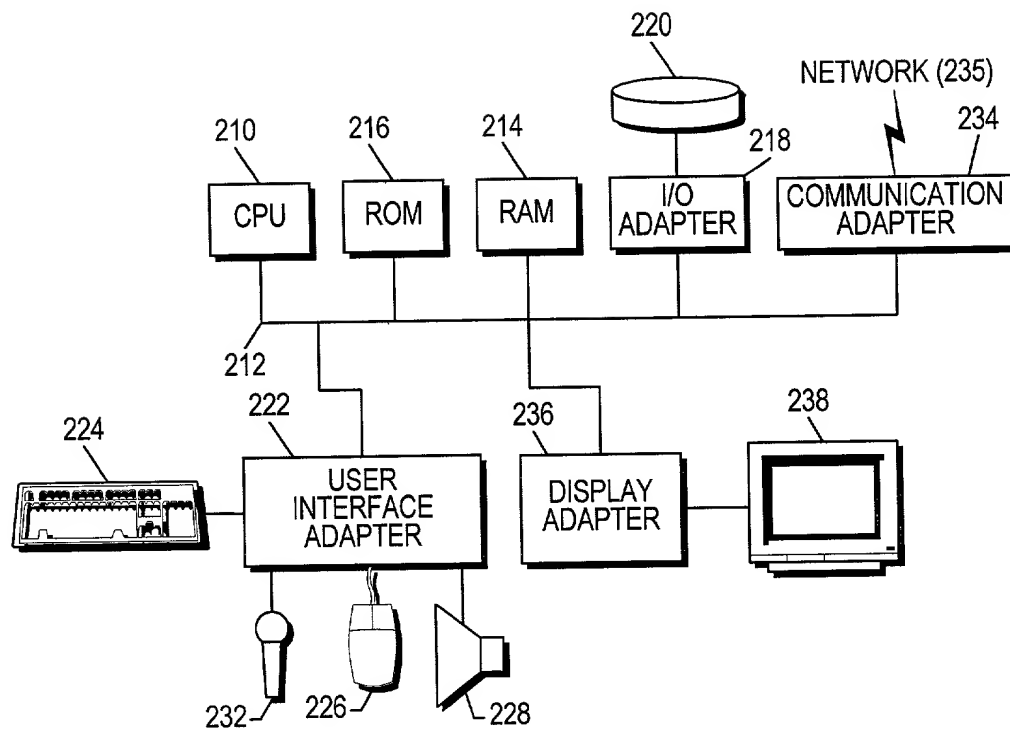 220
NETWORK (235)
210
216
214
218
234
CPU
ROM
RAM
I/O
ADAPTER
COMMUNICATION
ADAPTER
212
222
236
238
224
USER
INTERFACE
ADAPTER
DISPLAY
ADAPTER
232
226
228